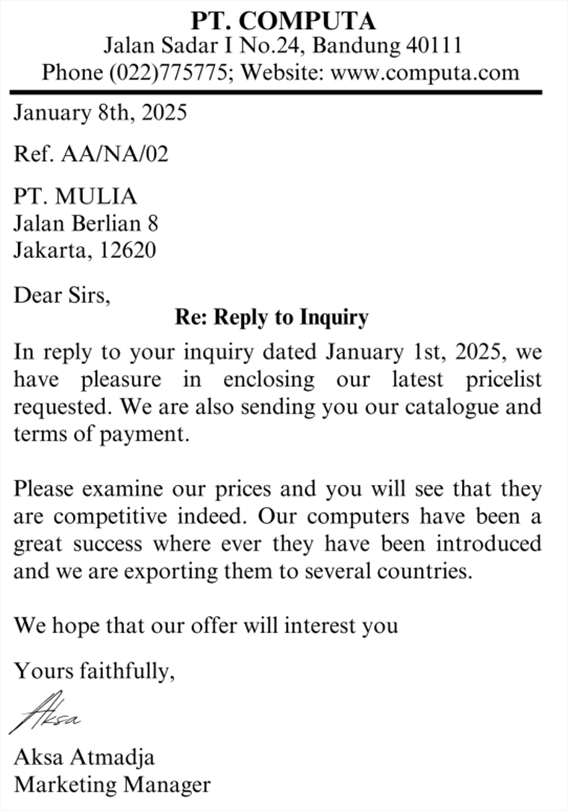 PT. COMPUTA
Jalan Sadar I No.24, Bandung 40111
Phone (022)775775; Website: www.computa.com
January 8th, 2025
Ref. AA/NA/02
PT. MULIA
Jalan Berlian 8
Jakarta, 12620
Dear Sirs,
Re: Reply to Inquiry
In reply to your inquiry dated January 1st, 2025, we
have pleasure in enclosing our latest pricelist
requested. We are also sending you our catalogue and
terms of payment.
Please examine our prices and you will see that they
are competitive indeed. Our computers have been a
great success where ever they have been introduced
and we are exporting them to several countries.
We hope that our offer will interest you
Yours faithfully,
Aksa
Aksa Atmadja
Marketing Manager